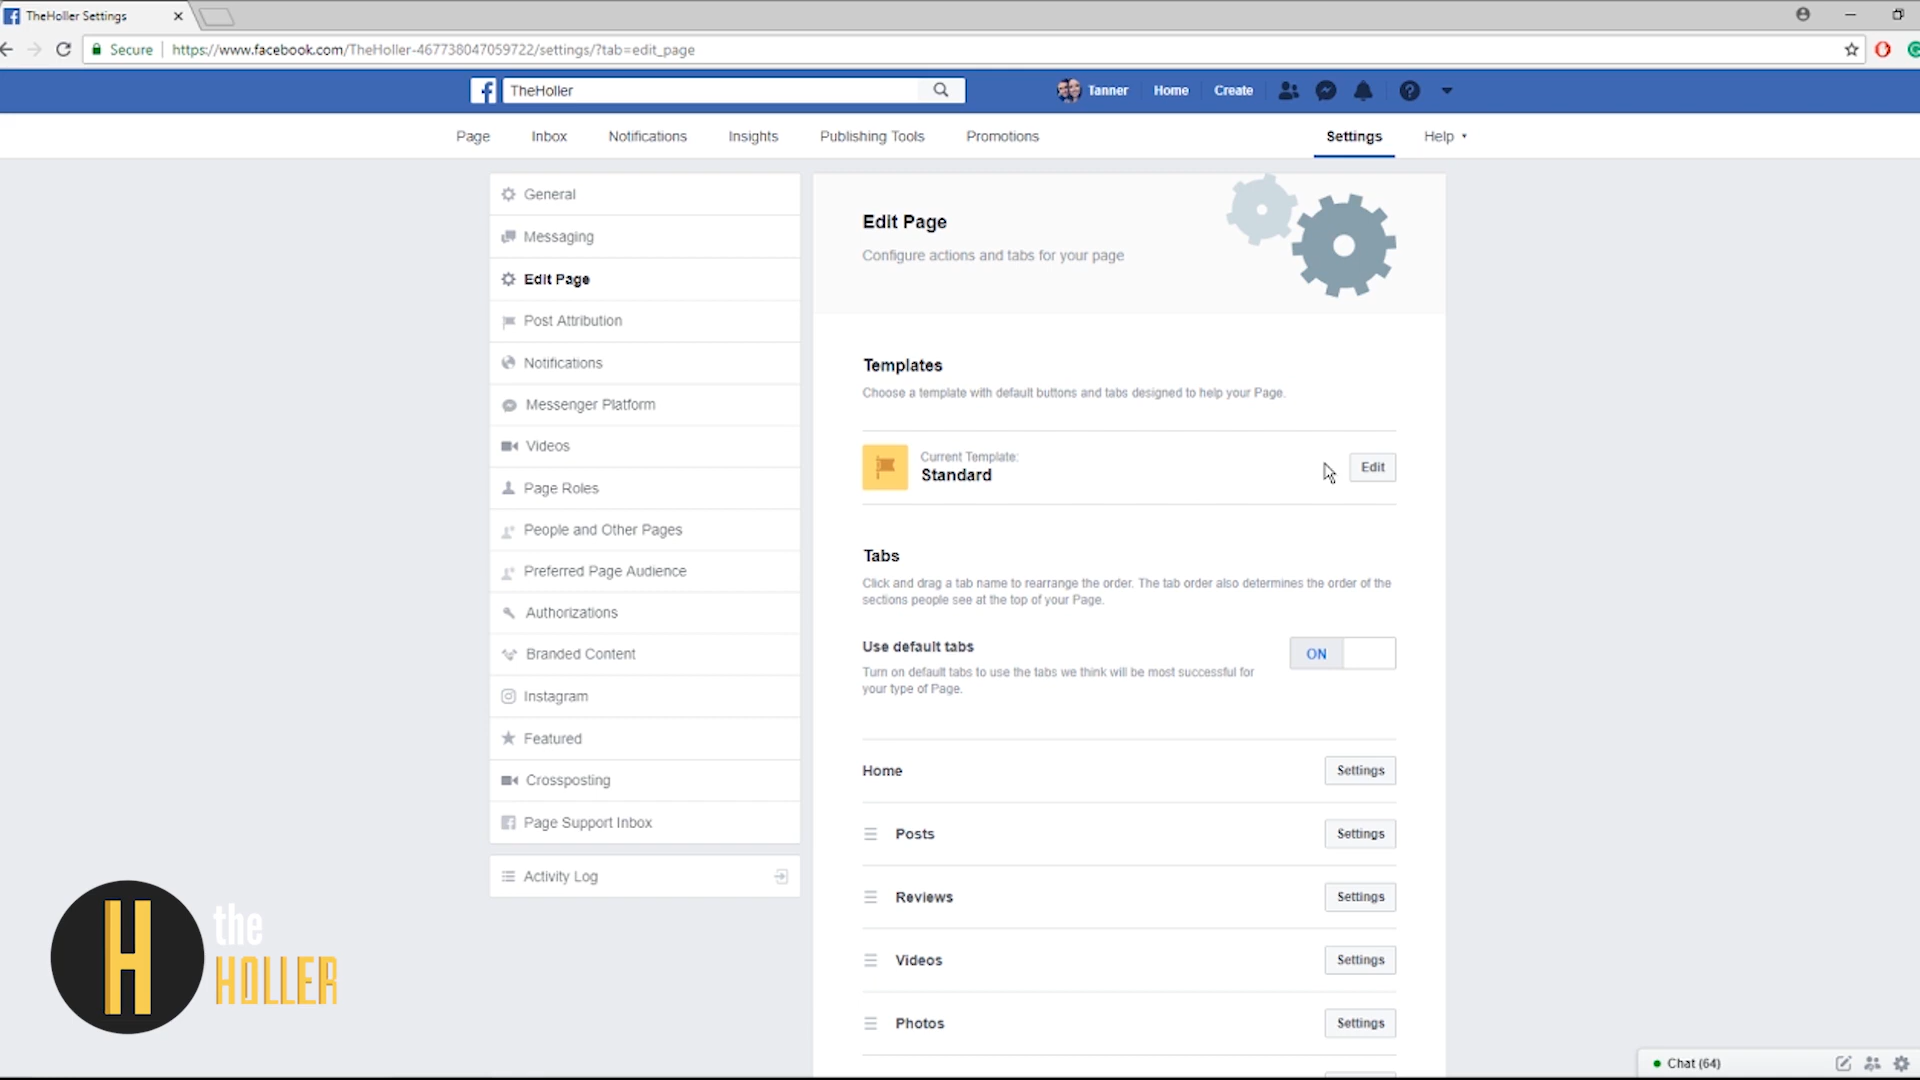 TheHoller Settings
Secure
https://www.facebook.com/TheHoller-467738047059722/settings/?tab=edit_page
TheHoller
Tanner
Home
Create
Page
Inbox
Notifications
Insights
Publishing Tools
Promotions
Settings
Help
General
Messaging
Edit Page
Post Attribution
Notifications
Messenger Platform
Videos
Page Roles
People and Other Pages
Preferred Page Audience
Authorizations
Branded Content
Instagram
Featured
Crossposting
Page Support Inbox
Activity Log
Edit Page
Configure actions and tabs for your page
Templates
Choose a template with default buttons and tabs designed to help your Page.
Current Template:
Standard
Edit
Tabs
Click and drag a tab name to rearrange the order. The tab order also determines the order of the
sections people see at the top of your Page.
Use default tabs
ON
Turn on default tabs to use the tabs we think will be most successful for
your type of Page.
Home
Settings
Posts
Settings
Reviews
Settings
Videos
Settings
Photos
Settings
H
the
HOLLER
Chat (64)